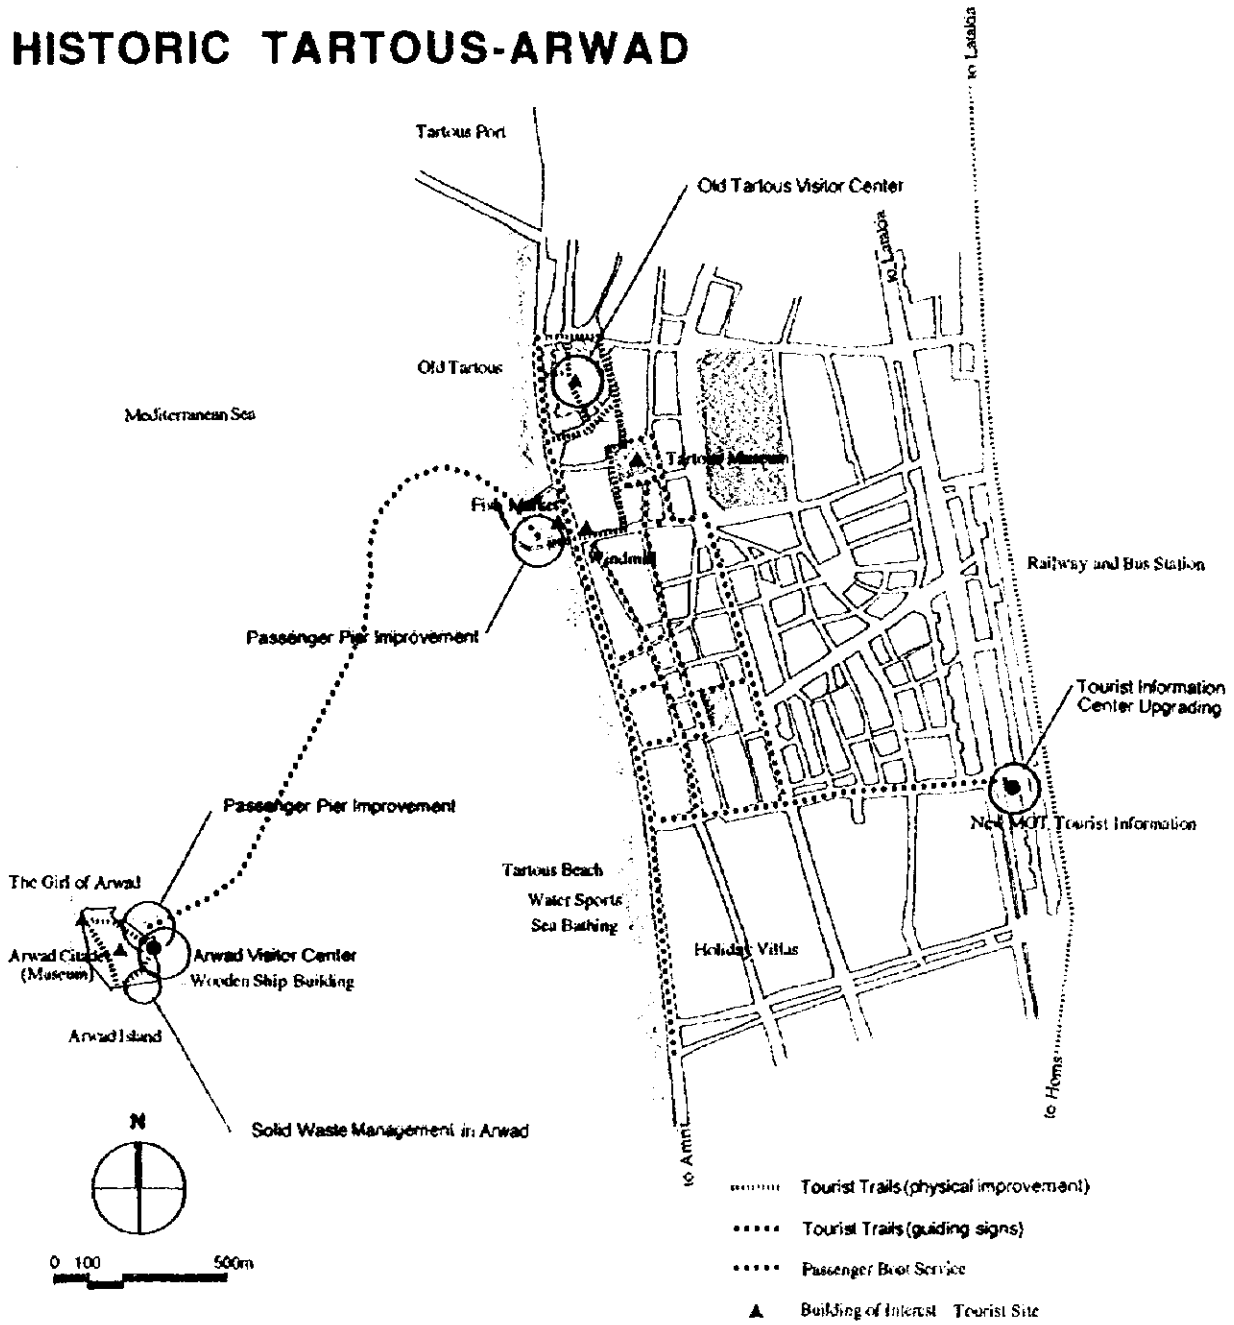 HISTORIC TARTOUS-ARWAD
to Latakia
Tartous Port
Old Tartous Visitor Center
to Latakia
Old Tartous
Mediterranean Sea
Tartous Museum
Fish Market
Windmill
Railway and Bus Station
Passenger Pier Improvement
Tourist Information
Center Upgrading
Passenger Pier Improvement
New MOT Tourist Information
Tartous Beach
The Girl of Arwad
Water Sports
Sea Bathing
Holiday Villas
Arwad Citadel
(Museum)
Arwad Visitor Center
Wooden Ship Building
Arwad Island
to Homs
Solid Waste Management in Arwad
N
to Amrit
Tourist Trails (physical improvement)
Tourist Trails (guiding signs)
0 100 500m
Passenger Boot Service
Building of Interest Tourist Site